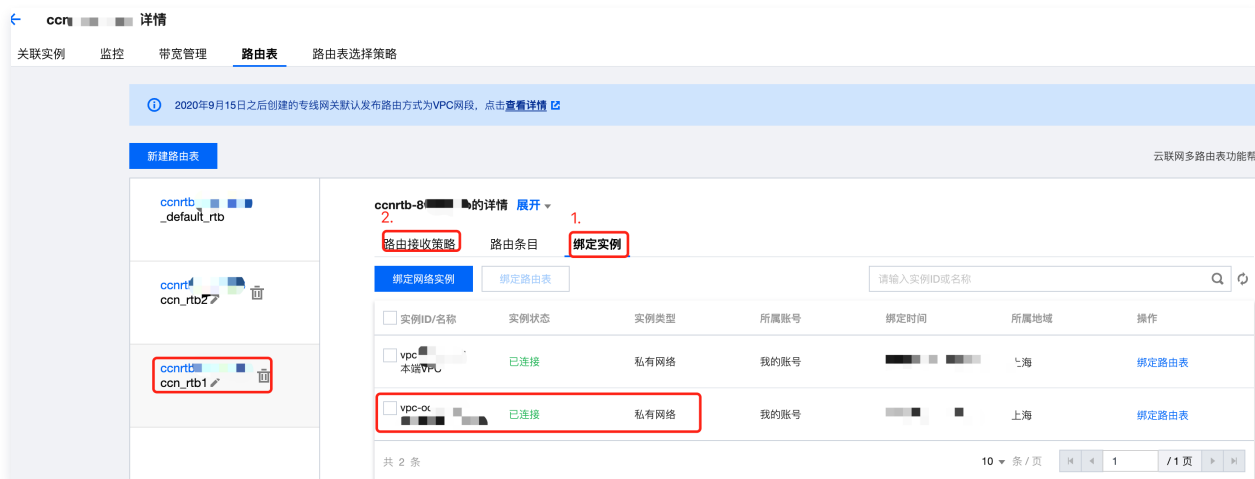 ccn 详情
关联实例 监控 带宽管理 路由表 路由表选择策略
2020年9月15日之后创建的专线网关默认发布路由方式为VPC网段，点击查看详情
新建路由表
云联网多路由表功能帮
ccnrtb
_default_rtb
ccnrt
ccn_rtb2
ccnrtb
ccn_rtb1
ccnrtb-8 的详情 展开
2. 1.
路由接收策略 路由条目 绑定实例
绑定网络实例 绑定路由表 请输入实例ID或名称
实例ID/名称 实例状态 实例类型 所属账号 绑定时间 所属地域 操作
vpc
本端VPC 已连接 私有网络 我的账号 上海 绑定路由表
vpc-oc 已连接 私有网络 我的账号 上海 绑定路由表
共 2 条 10 条 / 页 1 / 1 页